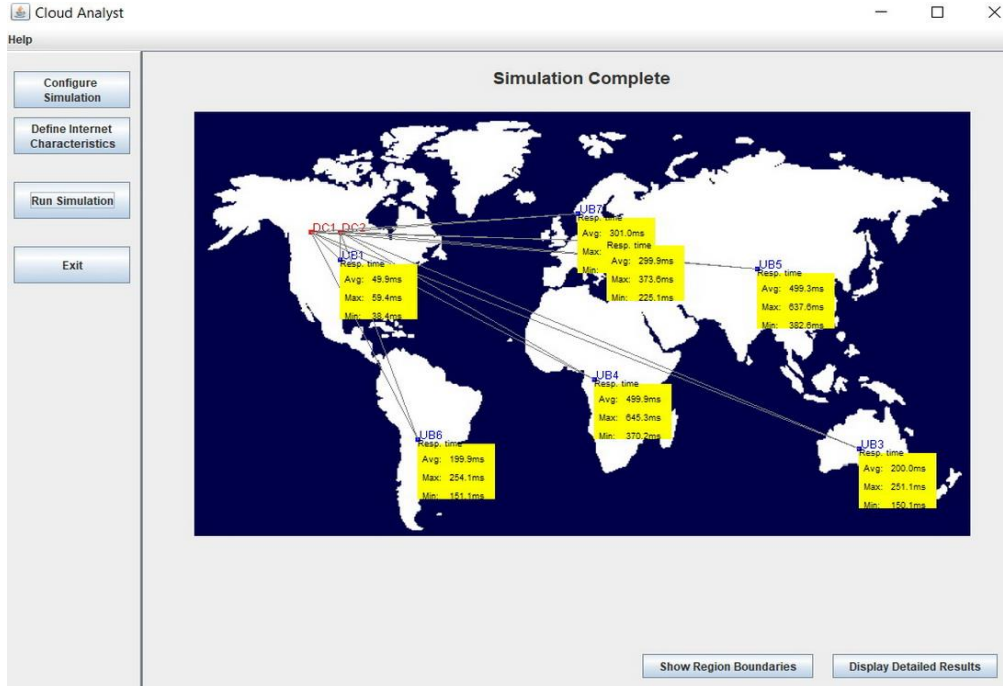 Cloud Analyst
Help
Configure
Simulation
Define Internet
Characteristics
Run Simulation
Exit
Simulation Complete
DC1 DC2
UB1
Resp. time
Avg: 49.9ms
Max: 59.4ms
Min: 38.4ms
UB7
Resp. time
Avg: 301.0ms
Max:
Min:
Resp. time
Avg: 299.9ms
Max: 373.6ms
Min: 225.1ms
UB5
Resp. time
Avg: 499.3ms
Max: 637.6ms
Min: 382.6ms
UB4
Resp. time
Avg: 499.9ms
Max: 645.3ms
Min: 370.2ms
UB6
Resp. time
Avg: 199.9ms
Max: 254.1ms
Min: 151.1ms
UB3
Resp. time
Avg: 200.0ms
Max: 251.1ms
Min: 150.1ms
Show Region Boundaries
Display Detailed Results